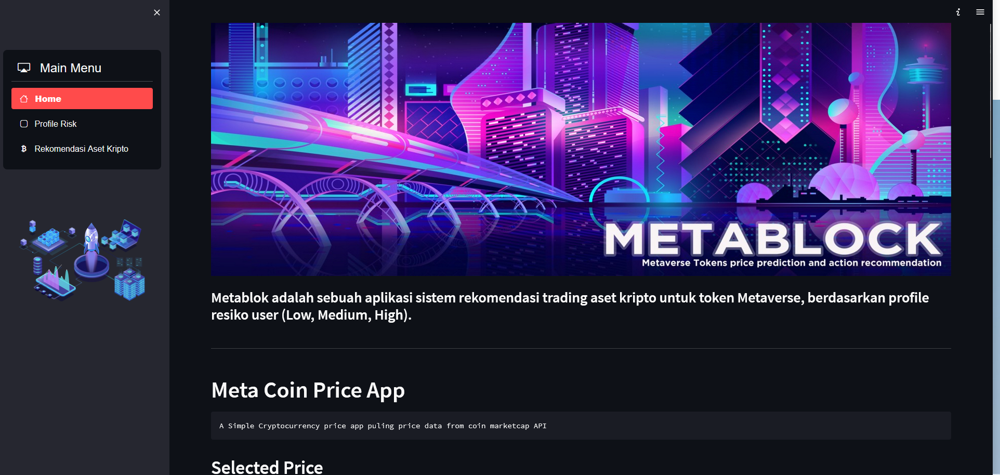 Main Menu
Home
Profile Risk
Rekomendasi Aset Kripto
METABLOCK
Metaverse Tokens price prediction and action recommendation
Metablok adalah sebuah aplikasi sistem rekomendasi trading aset kripto untuk token Metaverse, berdasarkan profile
resiko user (Low, Medium, High).
Meta Coin Price App
A Simple Cryptocurrency price app puling price data from coin marketcap API
Selected Price